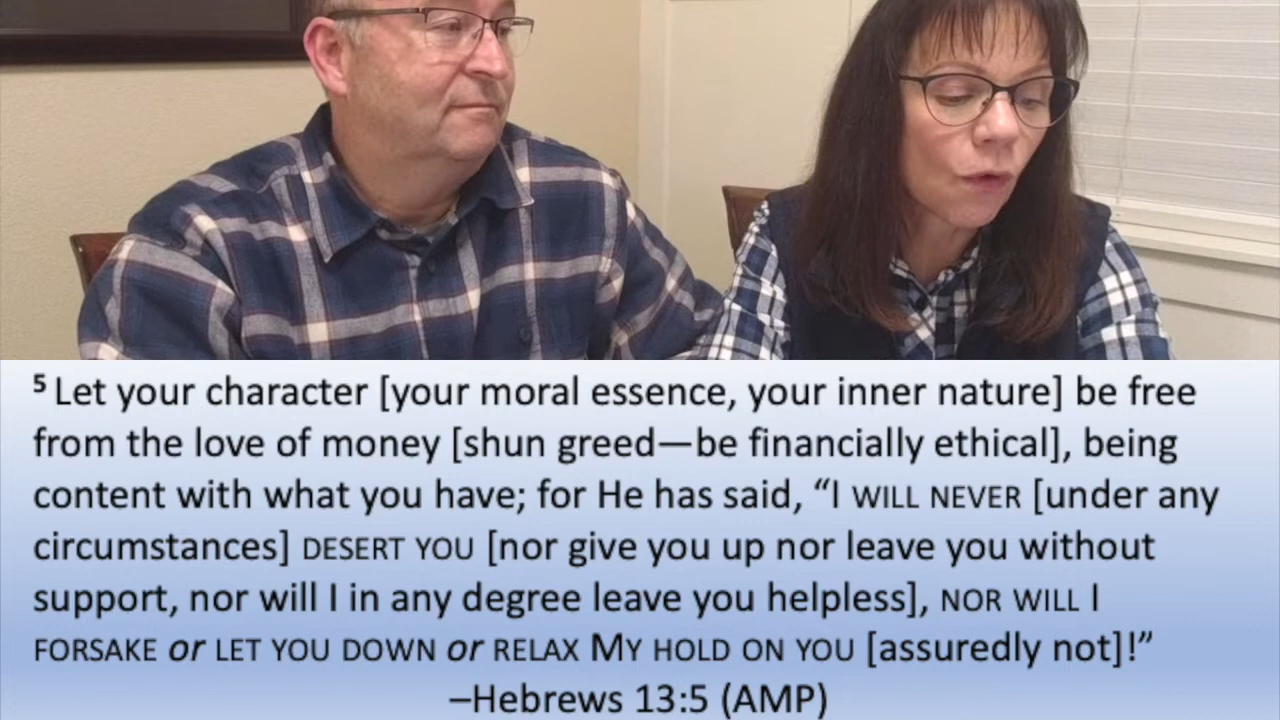 5 Let your character [your moral essence, your inner nature] be free
from the love of money [shun greed—be financially ethical], being
content with what you have; for He has said, “I WILL NEVER [under any
circumstances] DESERT YOU [nor give you up nor leave you without
support, nor will I in any degree leave you helpless], NOR WILL I
FORSAKE or LET YOU DOWN or RELAX MY HOLD ON YOU [assuredly not]!”
–Hebrews 13:5 (AMP)